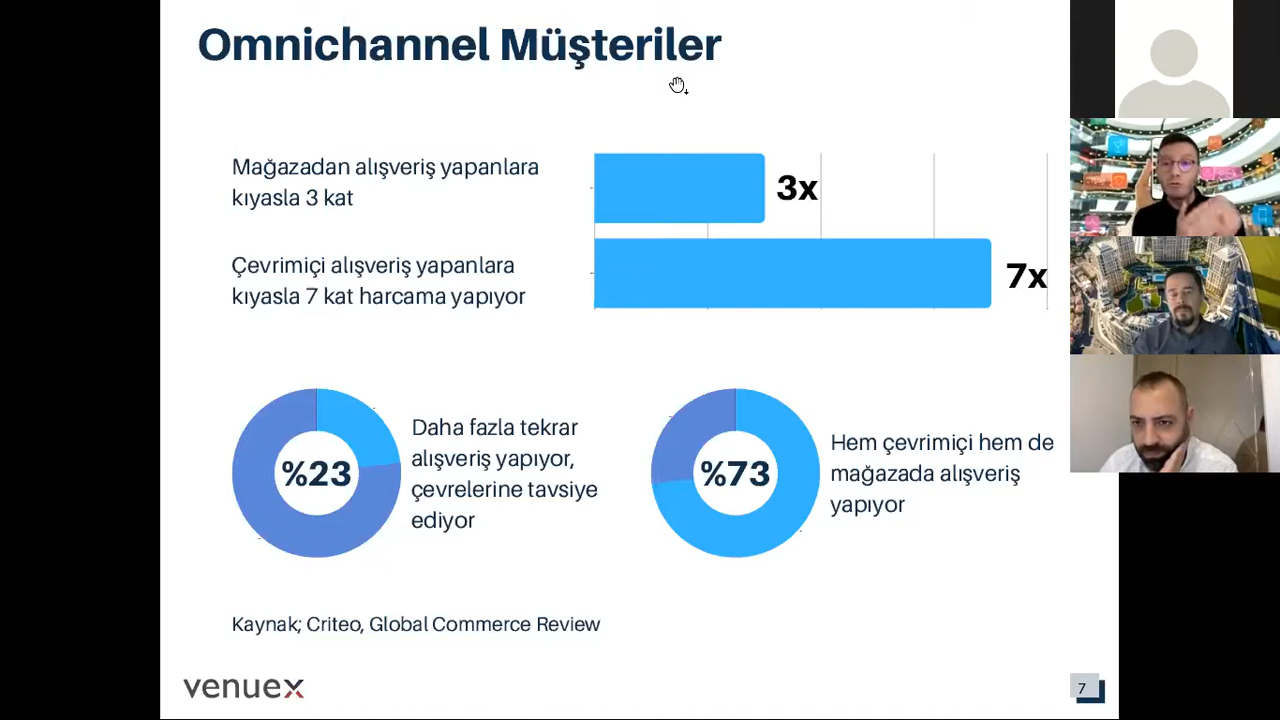 Omnichannel Müşteriler
Mağazadan alışveriş yapanlara
kıyasla 3 kat
3x
Çevrimiçi alışveriş yapanlara
kıyasla 7 kat harcama yapıyor
7x
%23
Daha fazla tekrar
alışveriş yapıyor,
çevrelerine tavsiye
ediyor
%73
Hem çevrimiçi hem de
mağazada alışveriş
yapıyor
Kaynak; Criteo, Global Commerce Review
venuex
7